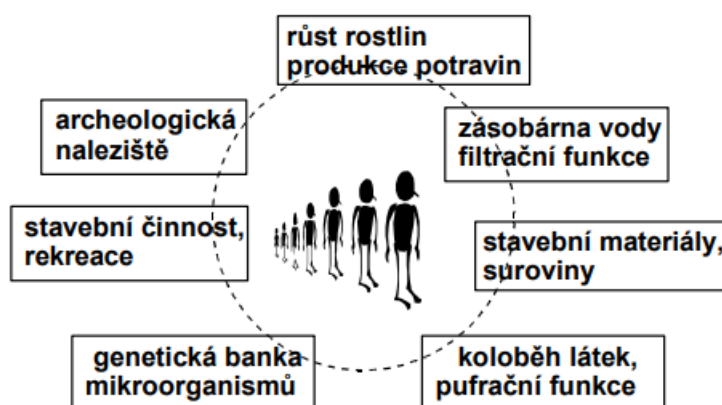 růst rostlin
produkce potravin
archeologická
naleziště
zásobárna vody
filtrační funkce
stavební činnost,
rekreace
stavební materiály,
suroviny
genetická banka
mikroorganismů
koloběh látek,
pufrační funkce